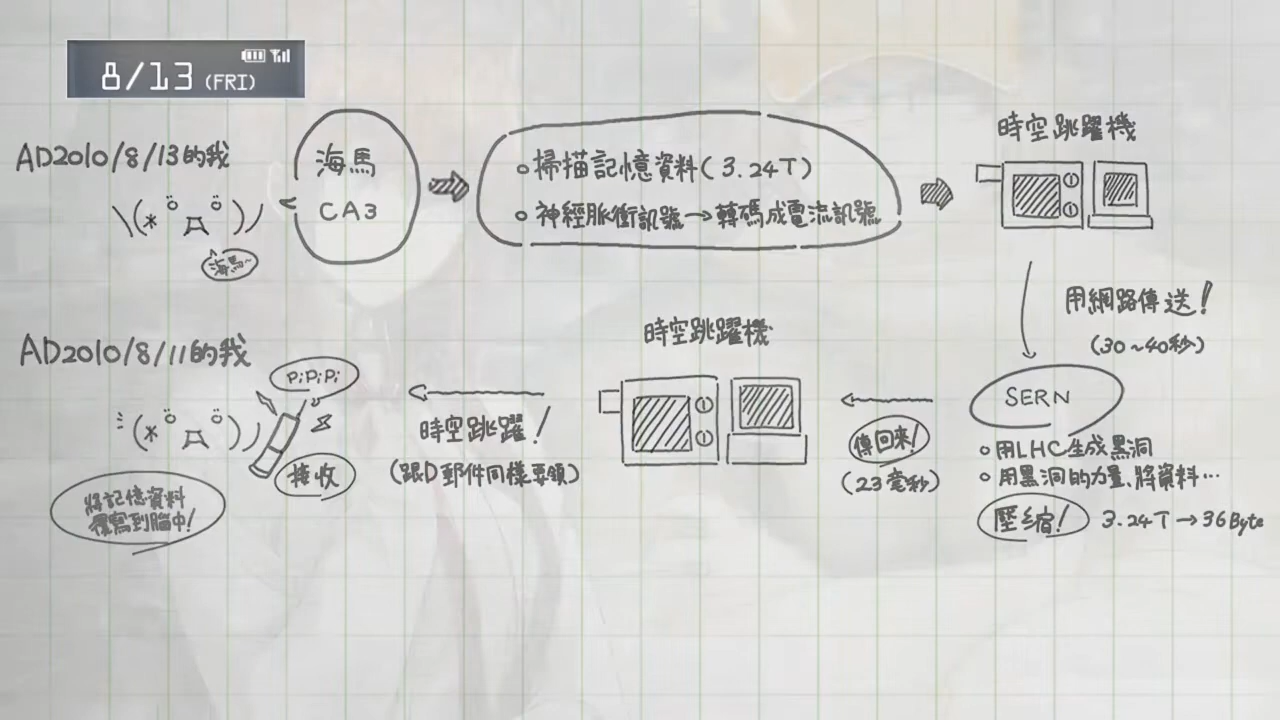 8/13 (FRI)
AD2010/8/13的我
海馬~
海馬
CA3
掃描記憶資料(3.24T)
神經脈衝訊號→轉碼成電流訊號
時空跳躍機
用網路傳送!
(30~40秒)
SERN
用LHC生成黑洞
用黑洞的力量、將資料…
壓縮! 3.24T→36Byte
傳回來!
(23毫秒)
時空跳躍機
時空跳躍!
(跟D郵件同樣要領)
AD2010/8/11的我
PiPiPi
接收
將記憶資料
複寫到腦中!